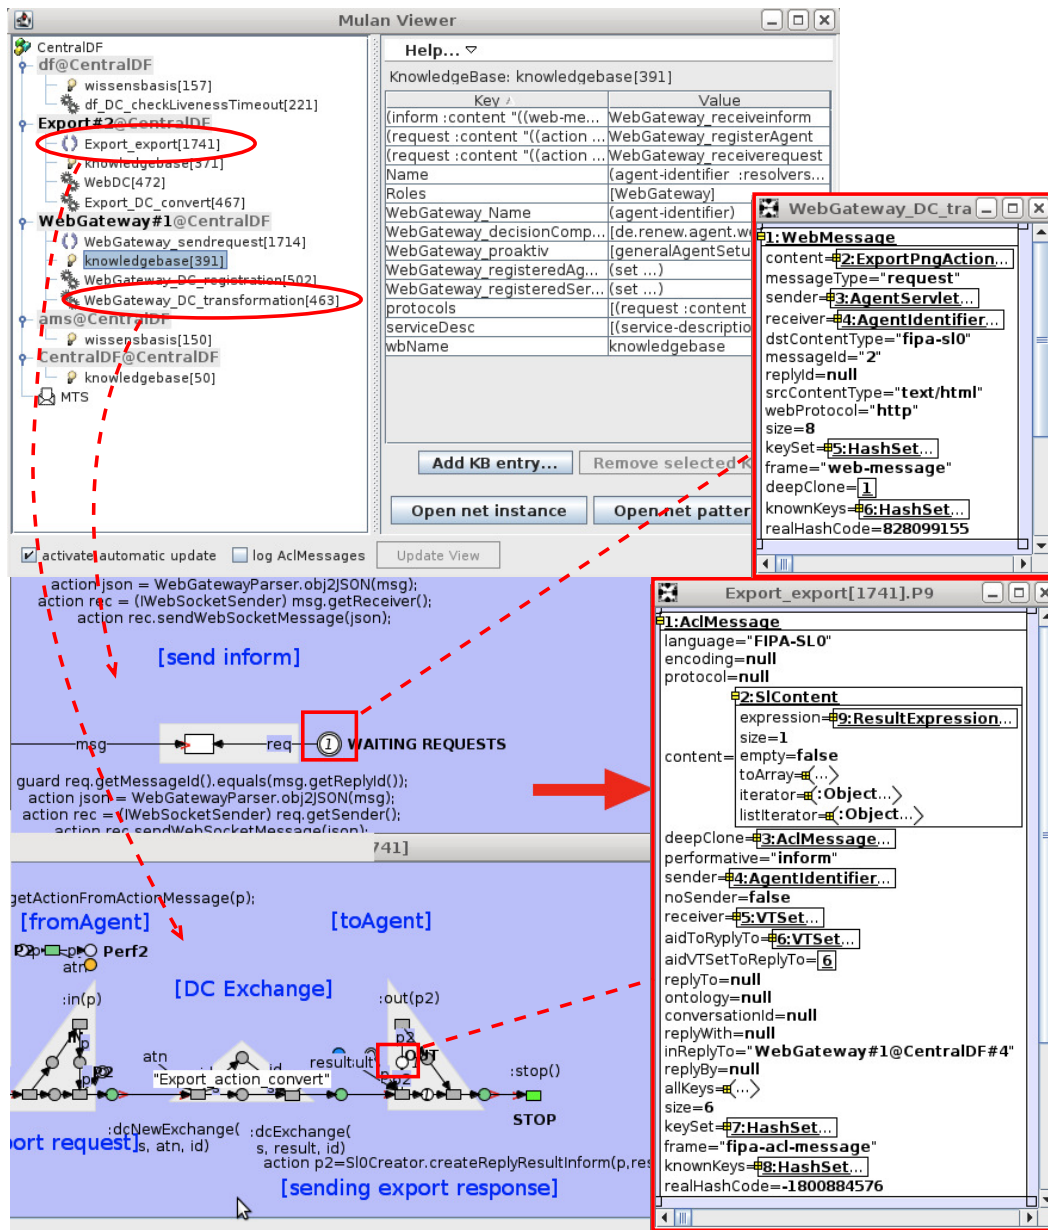 Mulan Viewer
CentralDF
df@CentralDF
wissensbasis[157]
df_DC_checkLivenessTimeout[221]
Export#2@CentralDF
Export_export[1741]
knowledgebase[371]
WebDC[472]
Export_DC_convert[467]
WebGateway#1@CentralDF
WebGateway_sendrequest[1714]
knowledgebase[391]
WebGateway_DC_registration[502]
WebGateway_DC_transformation[463]
ams@CentralDF
wissensbasis[150]
CentralDF@CentralDF
knowledgebase[50]
MTS
Help...
KnowledgeBase: knowledgebase[391]
Key Value
(inform :content "((web-me... WebGateway_receiveinform
(request :content "((action ... WebGateway_registerAgent
(request :content "((action ... WebGateway_receiverequest
Name (agent-identifier :resolvers...
Roles [WebGateway]
WebGateway_Name (agent-identifier)
WebGateway_decisionComp... [de.renew.agent.we
WebGateway_proaktiv [generalAgentSetu
WebGateway_registeredAg... (set ...)
WebGateway_registeredSer... (set ...)
protocols [(request :content
serviceDesc [(service-descriptio
wbName knowledgebase
Add KB entry... Remove selected K
Open net instance Open net patter
activate automatic update log AclMessages Update View
WebGateway_DC_tra
1:WebMessage
content=2:ExportPngAction...
messageType="request"
sender=3:AgentServlet...
receiver=4:AgentIdentifier...
dstContentType="fipa-sl0"
messageId="2"
replyId=null
srcContentType="text/html"
webProtocol="http"
size=8
keySet=5:HashSet...
frame="web-message"
deepClone=1
knownKeys=6:HashSet...
realHashCode=828099155
action json = WebGatewayParser.obj2JSON(msg);
action rec = (IWebSocketSender) msg.getReceiver();
action rec.sendWebSocketMessage(json);
[send inform]
msg req 1 WAITING REQUESTS
guard req.getMessageId().equals(msg.getReplyId());
action json = WebGatewayParser.obj2JSON(msg);
action rec = (IWebSocketSender) req.getSender();
action rec.sendWebSocketMessage(json);
741]
getActionFromActionMessage(p);
[fromAgent] [toAgent]
P2 p Perf2
atn
[DC Exchange]
:in(p) :out(p2)
p p2
atn id result OUT
"Export_action_convert" :stop()
STOP
:dcNewExchange( :dcExchange(
port request] s, atn, id) s, result, id)
action p2=Sl0Creator.createReplyResultInform(p,res
[sending export response]
Export_export[1741].P9
1:AclMessage
language="FIPA-SL0"
encoding=null
protocol=null
2:SlContent
expression=9:ResultExpression...
size=1
content= empty=false
toArray=(...)
iterator=(:Object...)
listIterator=(:Object...)
deepClone=3:AclMessage...
performative="inform"
sender=4:AgentIdentifier...
noSender=false
receiver=5:VTSet...
aidToRyplyTo=6:VTSet...
aidVTSetToReplyTo=6
replyTo=null
ontology=null
conversationId=null
replyWith=null
inReplyTo="WebGateway#1@CentralDF#4"
replyBy=null
allKeys=(...)
size=6
keySet=7:HashSet...
frame="fipa-acl-message"
knownKeys=8:HashSet...
realHashCode=-1800884576